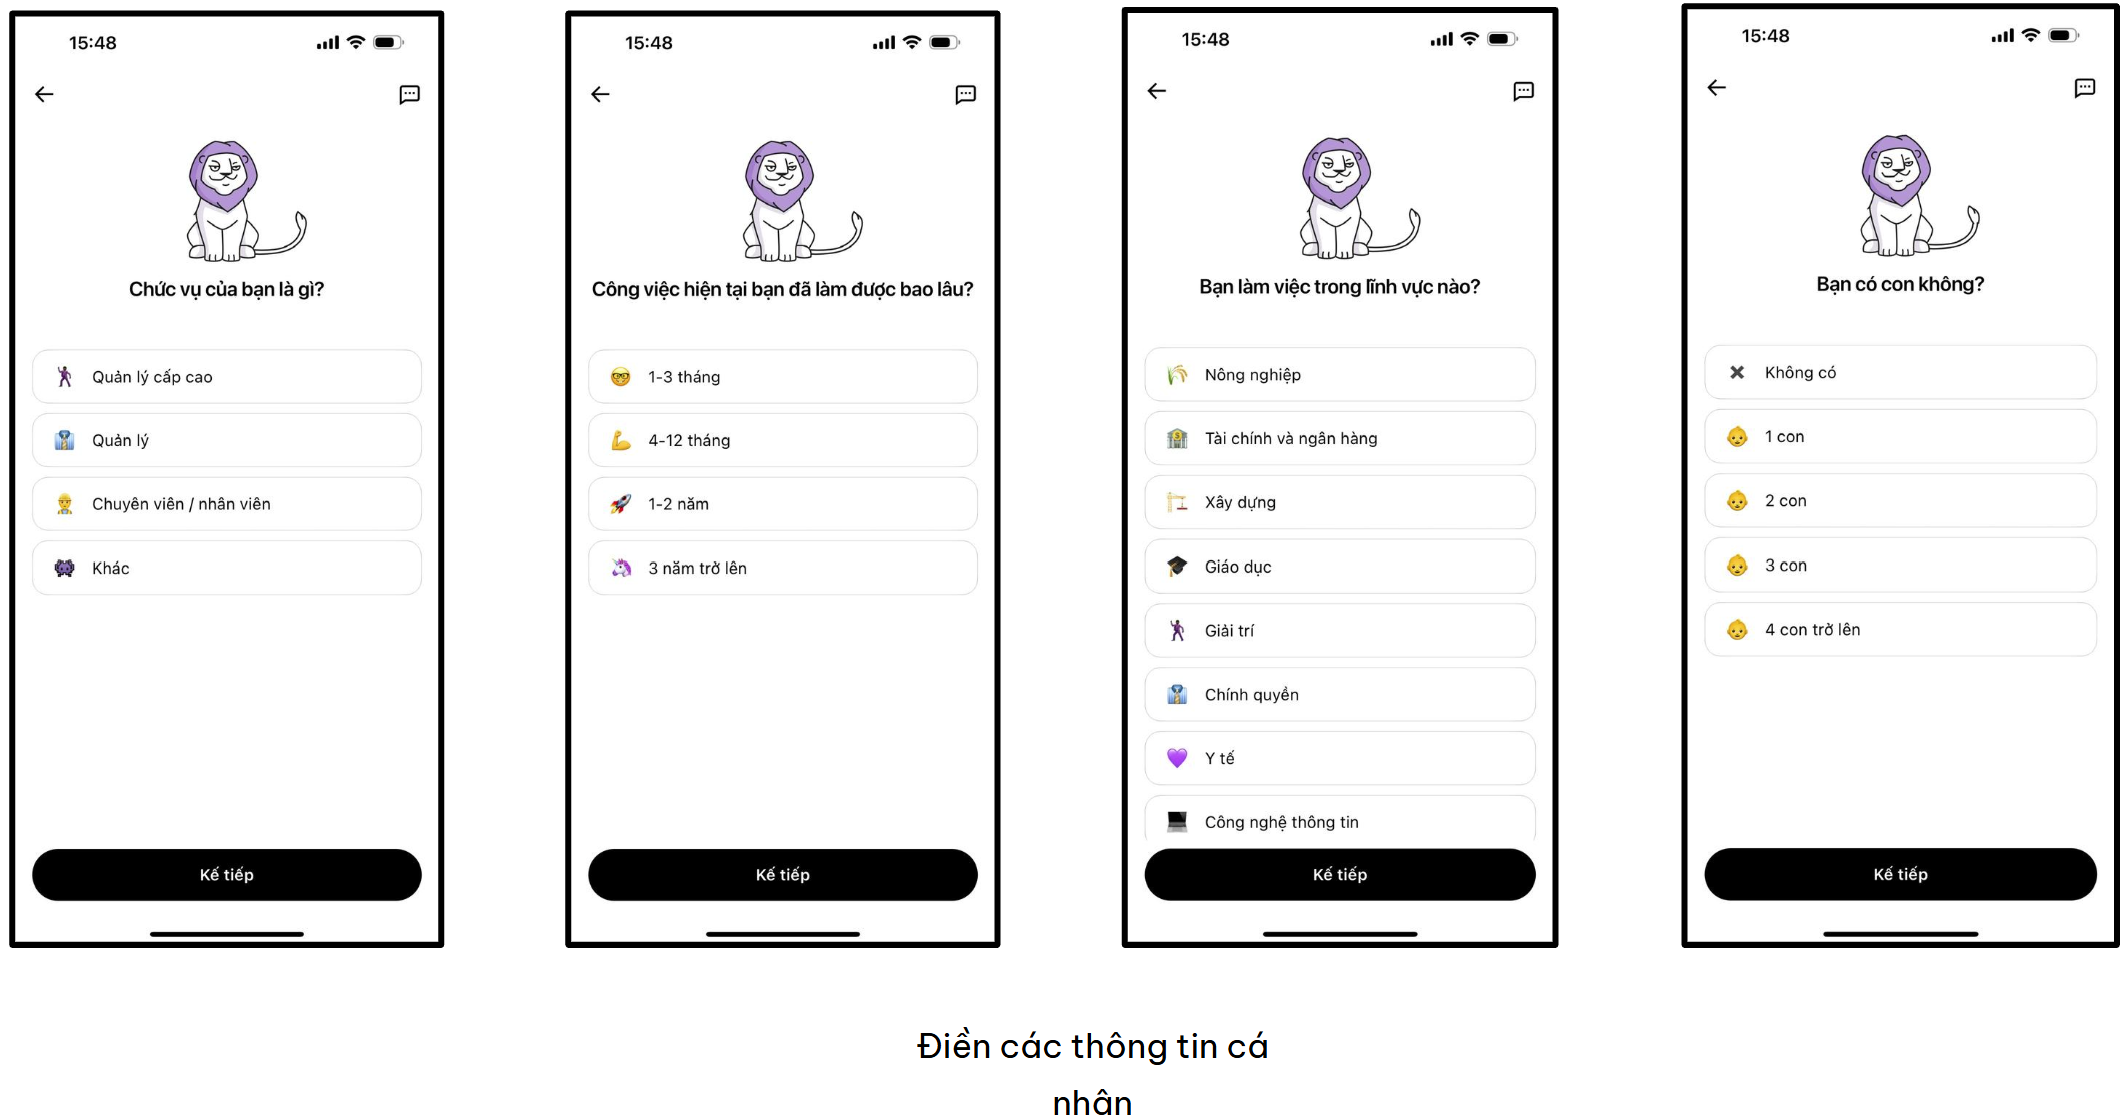 15:48
Chức vụ của bạn là gì?
Quản lý cấp cao
Quản lý
Chuyên viên / nhân viên
Khác
Kế tiếp
15:48
Công việc hiện tại bạn đã làm được bao lâu?
1-3 tháng
4-12 tháng
1-2 năm
3 năm trở lên
Kế tiếp
15:48
Bạn làm việc trong lĩnh vực nào?
Nông nghiệp
Tài chính và ngân hàng
Xây dựng
Giáo dục
Giải trí
Chính quyền
Y tế
Công nghệ thông tin
Kế tiếp
15:48
Bạn có con không?
Không có
1 con
2 con
3 con
4 con trở lên
Kế tiếp
Điền các thông tin cá
nhân